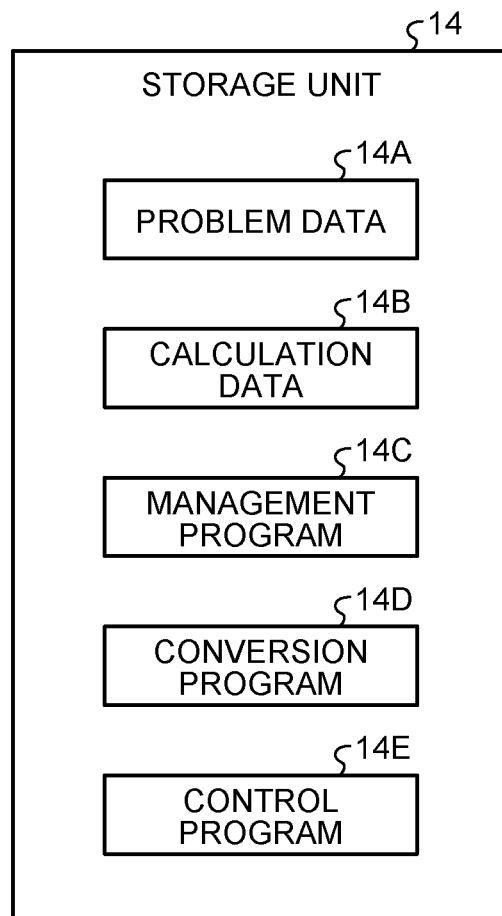 14
STORAGE UNIT
14A
PROBLEM DATA
14B
CALCULATION
DATA
14C
MANAGEMENT
PROGRAM
14D
CONVERSION
PROGRAM
14E
CONTROL
PROGRAM